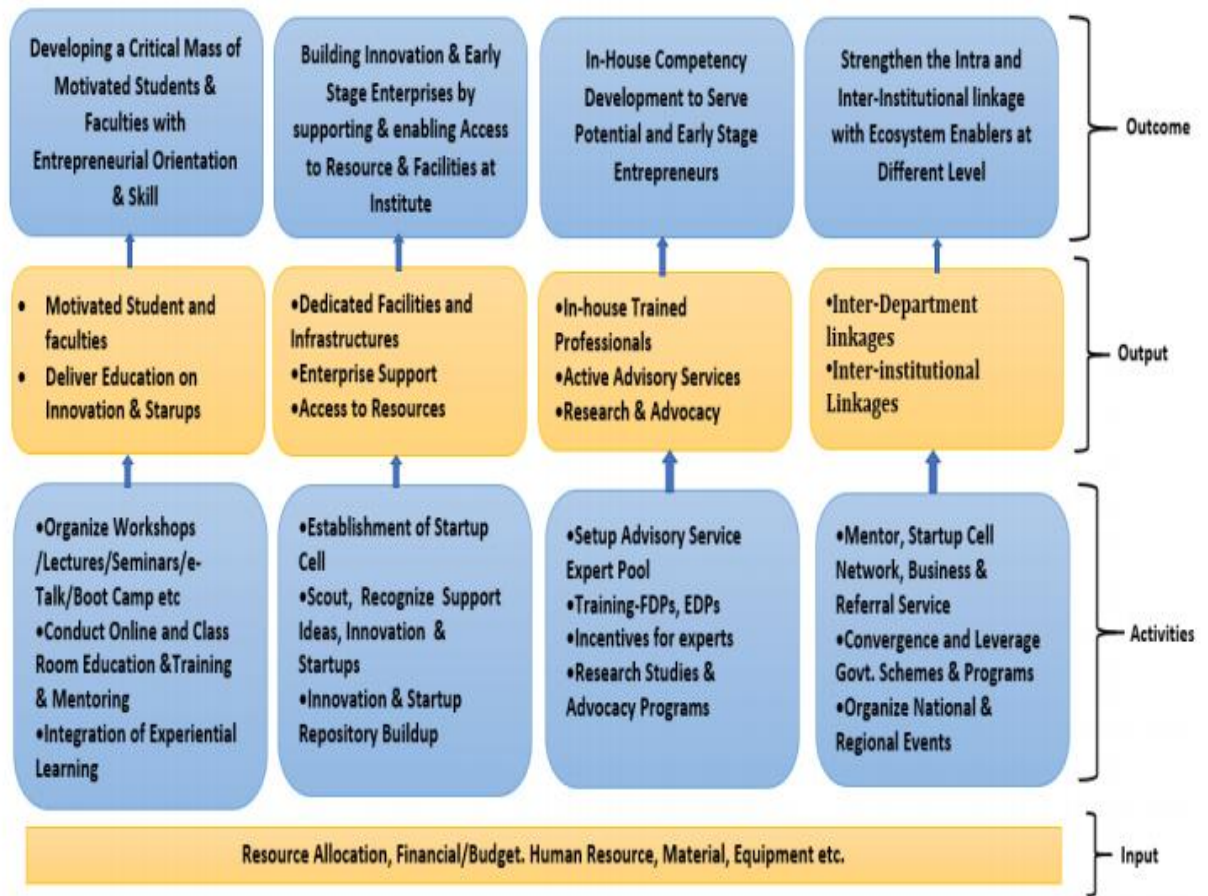 Developing a Critical Mass of
Motivated Students &
Faculties with
Entrepreneurial Orientation
& Skill
Building Innovation & Early
Stage Enterprises by
supporting & enabling Access
to Resource & Facilities at
Institute
In-House Competency
Development to Serve
Potential and Early Stage
Entrepreneurs
Strengthen the Intra and
Inter-Institutional linkage
with Ecosystem Enablers at
Different Level
Outcome
• Motivated Student and
faculties
• Deliver Education on
Innovation & Starups
•Dedicated Facilities and
Infrastructures
•Enterprise Support
•Access to Resources
•In-house Trained
Professionals
•Active Advisory Services
•Research & Advocacy
•Inter-Department
linkages
•Inter-institutional
Linkages
Output
•Organize Workshops
/Lectures/Seminars/e-
Talk/Boot Camp etc
•Conduct Online and Class
Room Education &Training
& Mentoring
•Integration of Experiential
Learning
•Establishment of Startup
Cell
•Scout, Recognize Support
Ideas, Innovation &
Startups
•Innovation & Startup
Repository Buildup
•Setup Advisory Service
Expert Pool
•Training-FDPs, EDPs
•Incentives for experts
•Research Studies &
Advocacy Programs
•Mentor, Startup Cell
Network, Business &
Referral Service
•Convergence and Leverage
Govt. Schemes & Programs
•Organize National &
Regional Events
Activities
Resource Allocation, Financial/Budget. Human Resource, Material, Equipment etc.
Input